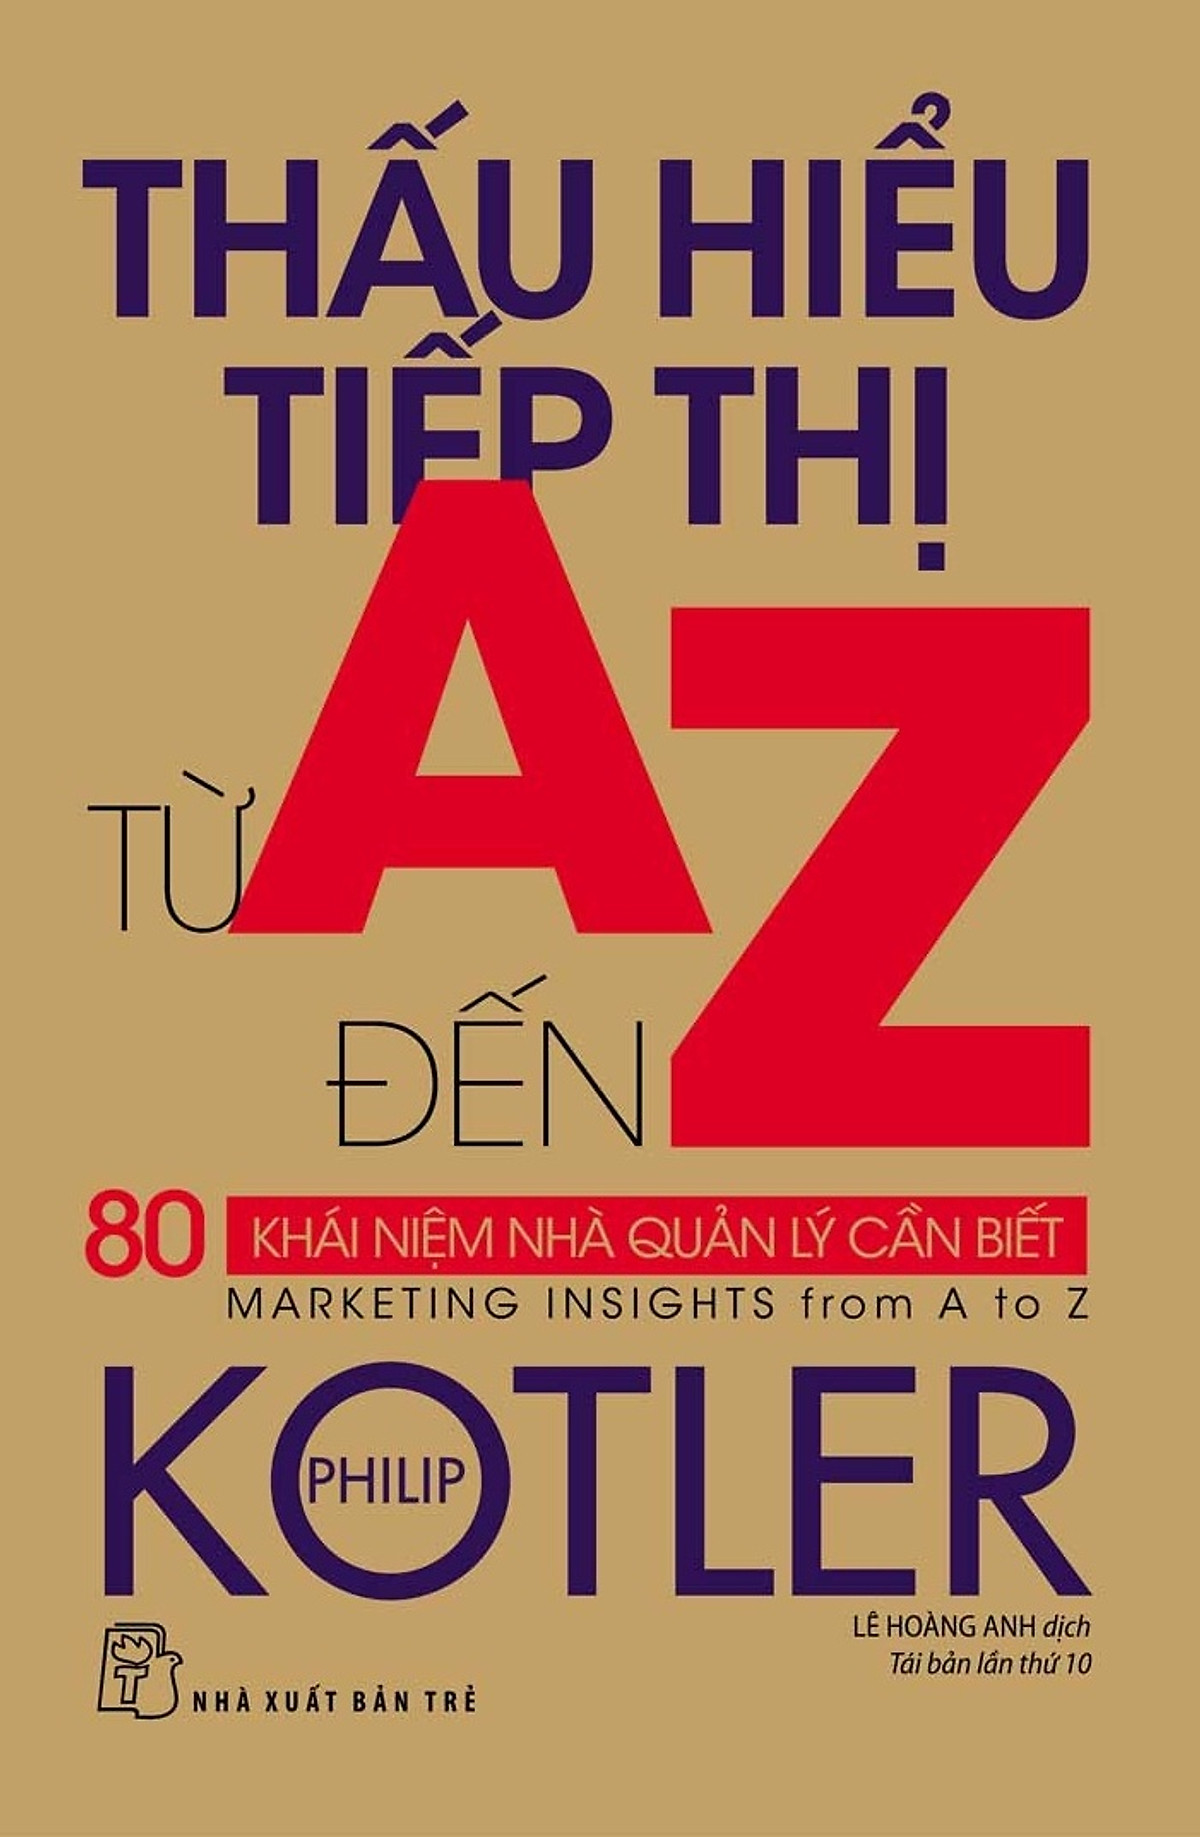 THẤU HIỂU
TIẾP THỊ
TỪ A
ĐẾN Z
80 KHÁI NIỆM NHÀ QUẢN LÝ CẦN BIẾT
MARKETING INSIGHTS from A to Z
PHILIP
KOTLER
LÊ HOÀNG ANH dịch
Tái bản lần thứ 10
T
NHÀ XUẤT BẢN TRẺ